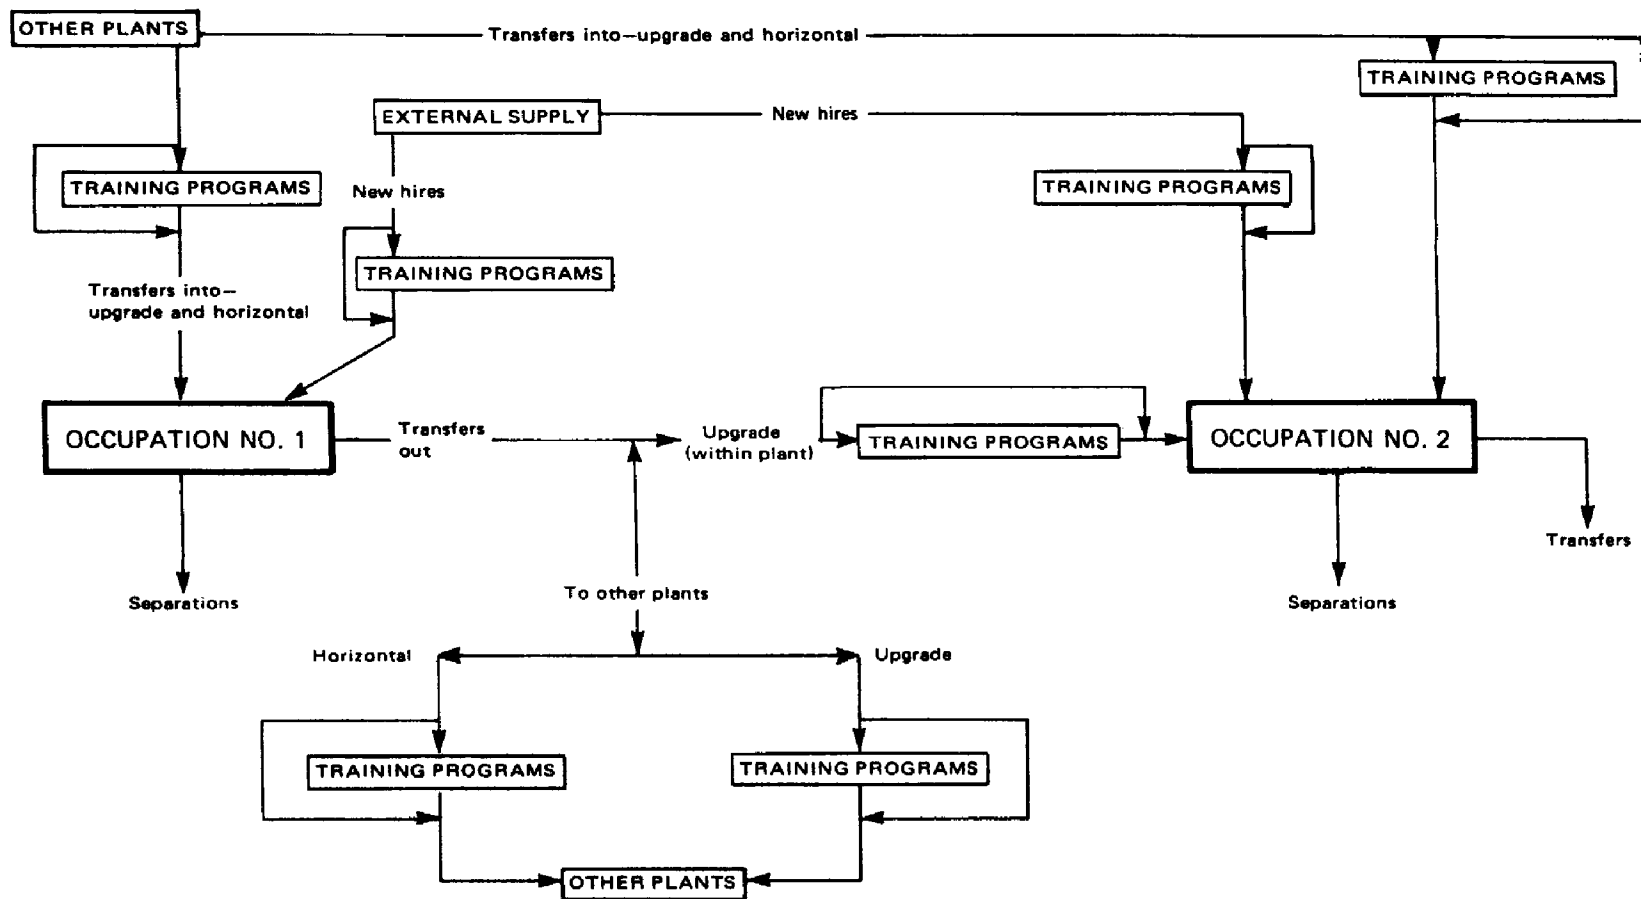 OTHER PLANTS
Transfers into—upgrade and horizontal
TRAINING PROGRAMS
EXTERNAL SUPPLY
New hires
TRAINING PROGRAMS
New hires
TRAINING PROGRAMS
TRAINING PROGRAMS
Transfers into—
upgrade and horizontal
OCCUPATION NO. 1
Transfers
out
Upgrade
(within plant)
TRAINING PROGRAMS
OCCUPATION NO. 2
Transfers
Separations
To other plants
Separations
Horizontal
Upgrade
TRAINING PROGRAMS
TRAINING PROGRAMS
OTHER PLANTS